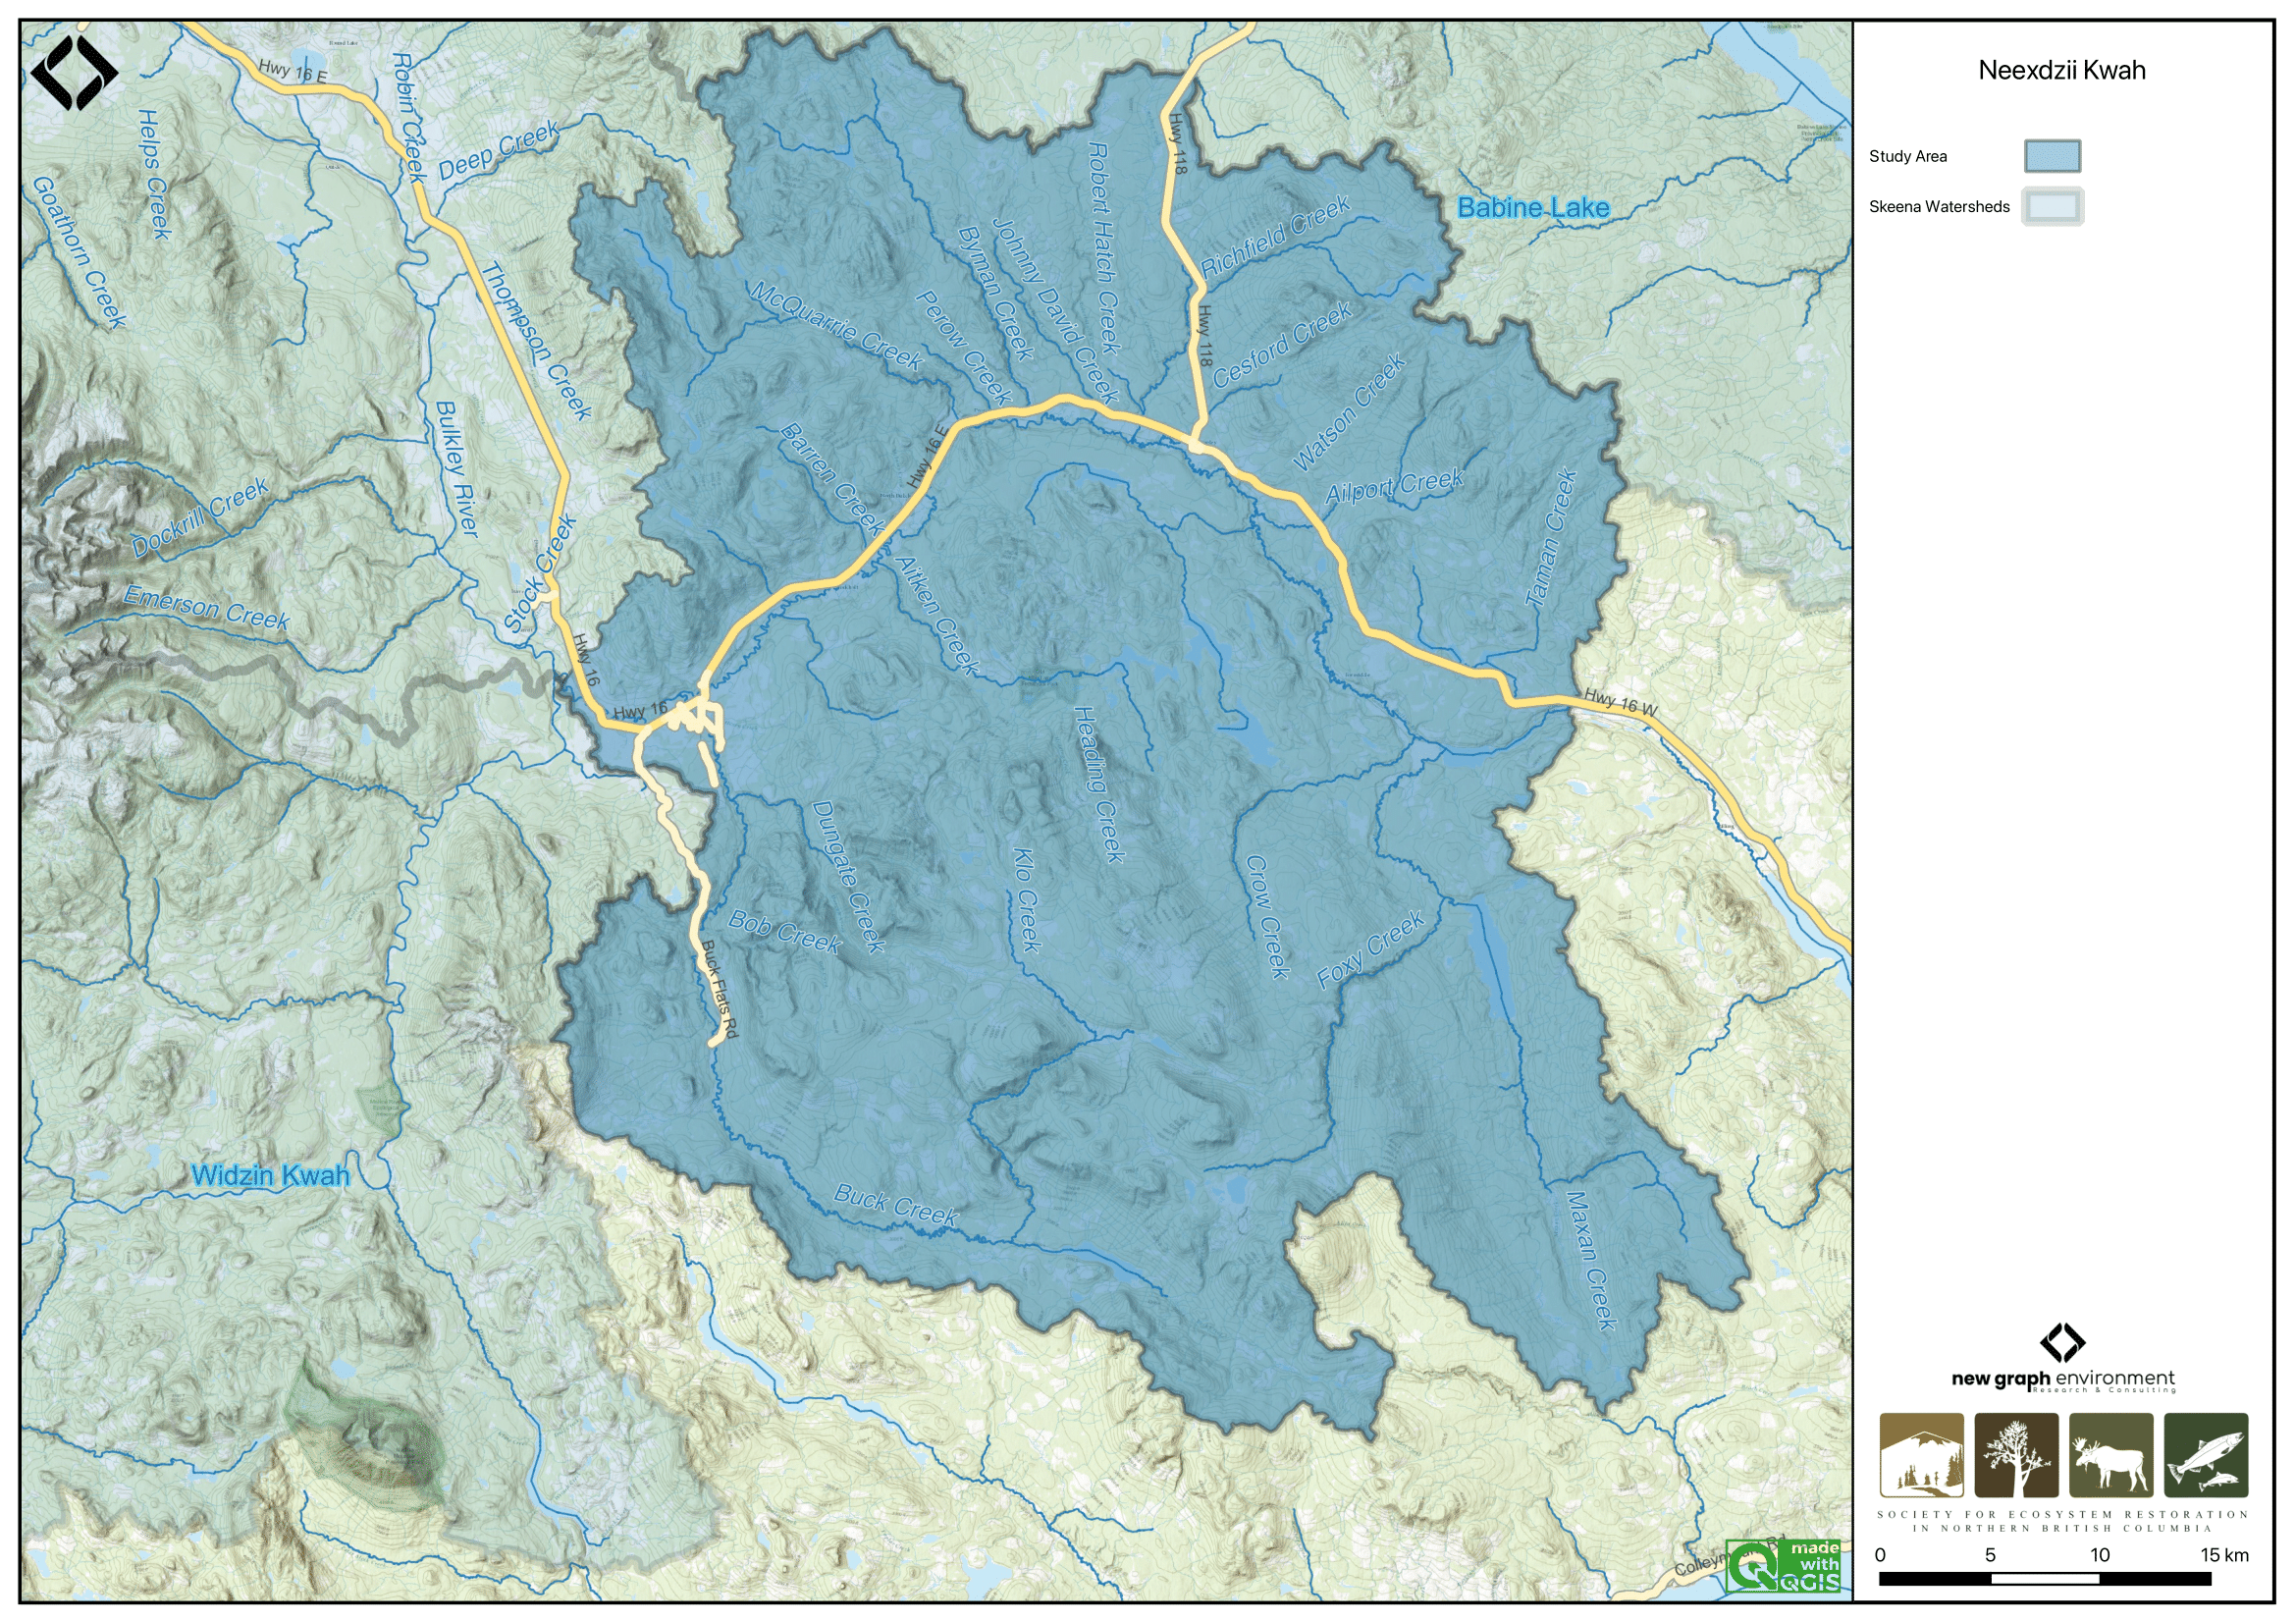 Neexdzii Kwah
Study Area
Skeena Watersheds
Hwy 16 E
Robin Creek
Helps Creek
Deep Creek
Goathorn Creek
Thompson Creek
Bulkley River
Dockrill Creek
Stock Creek
Emerson Creek
Hwy 16
Hwy 16
McQuarrie Creek
Perow Creek
Byman Creek
Johnny David Creek
Robert Hatch Creek
Hwy 118
Hwy 118
Richfield Creek
Babine Lake
Cesford Creek
Watson Creek
Ailport Creek
Taman Creek
Barren Creek
Hwy 16 E
Aitken Creek
Hwy 16 W
Heading Creek
Dungate Creek
Klo Creek
Crow Creek
Bob Creek
Foxy Creek
Buck Flats Rd
Widzin Kwah
Buck Creek
Maxan Creek
new graph environment
Research & Consulting
SOCIETY FOR ECOSYSTEM RESTORATION
IN NORTHERN BRITISH COLUMBIA
0 5 10 15 km
made
with
QGIS